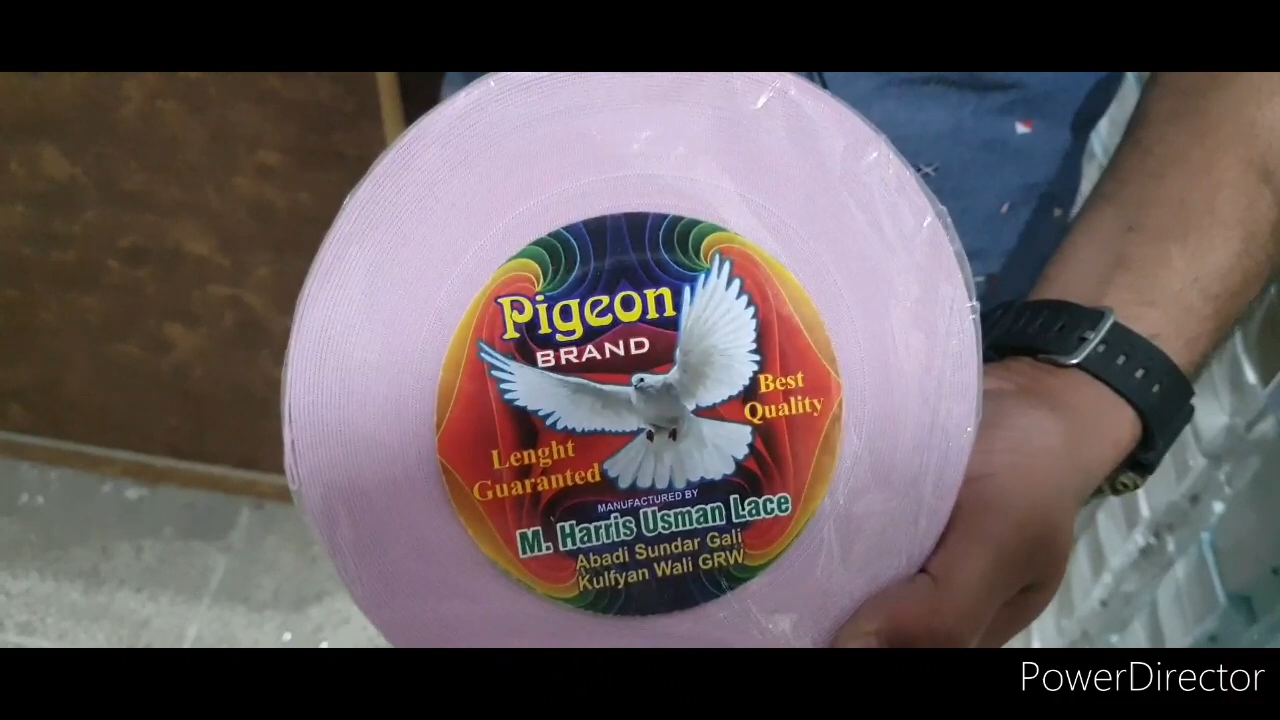 Pigeon
BRAND
Best
Quality
Lenght
Guaranted
MANUFACTURED BY
M. Harris Usman Lace
Abadi Sundar Gali
Kulfyan Wali GRW
PowerDirector